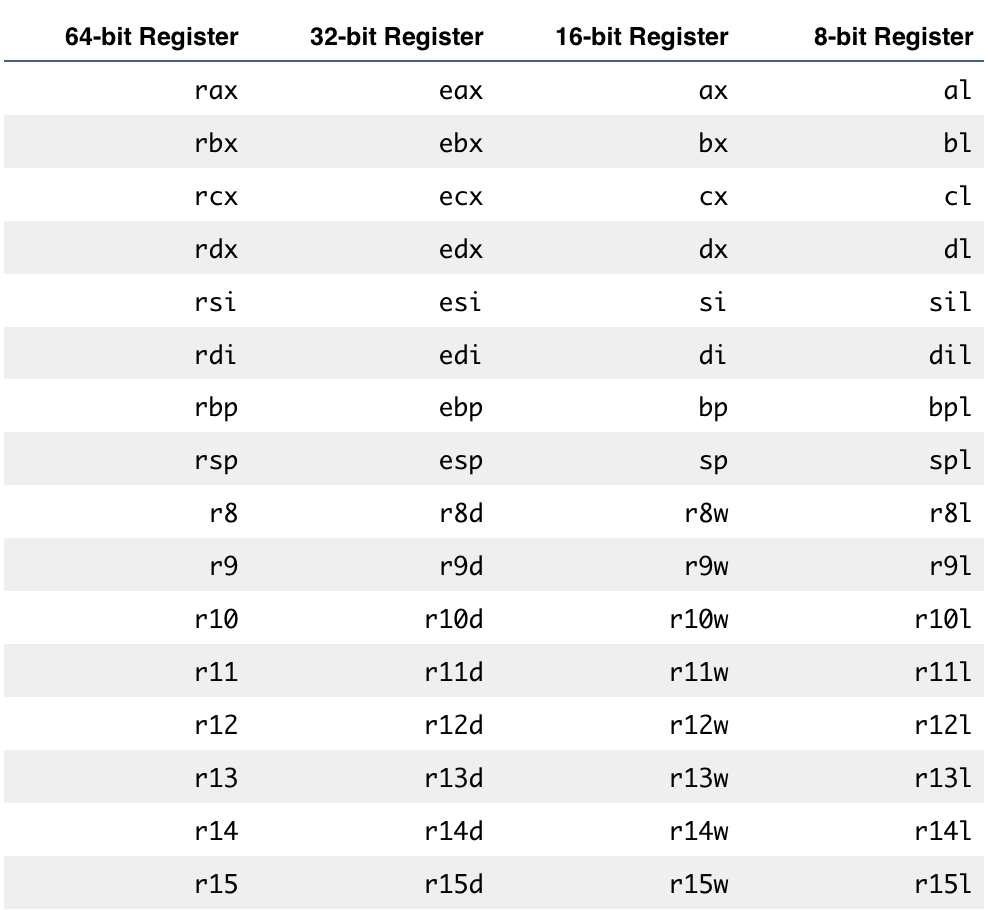 64-bit Register 32-bit Register 16-bit Register 8-bit Register
rax eax ax al
rbx ebx bx bl
rcx ecx cx cl
rdx edx dx dl
rsi esi si sil
rdi edi di dil
rbp ebp bp bpl
rsp esp sp spl
r8 r8d r8w r8l
r9 r9d r9w r9l
r10 r10d r10w r10l
r11 r11d r11w r11l
r12 r12d r12w r12l
r13 r13d r13w r13l
r14 r14d r14w r14l
r15 r15d r15w r15l